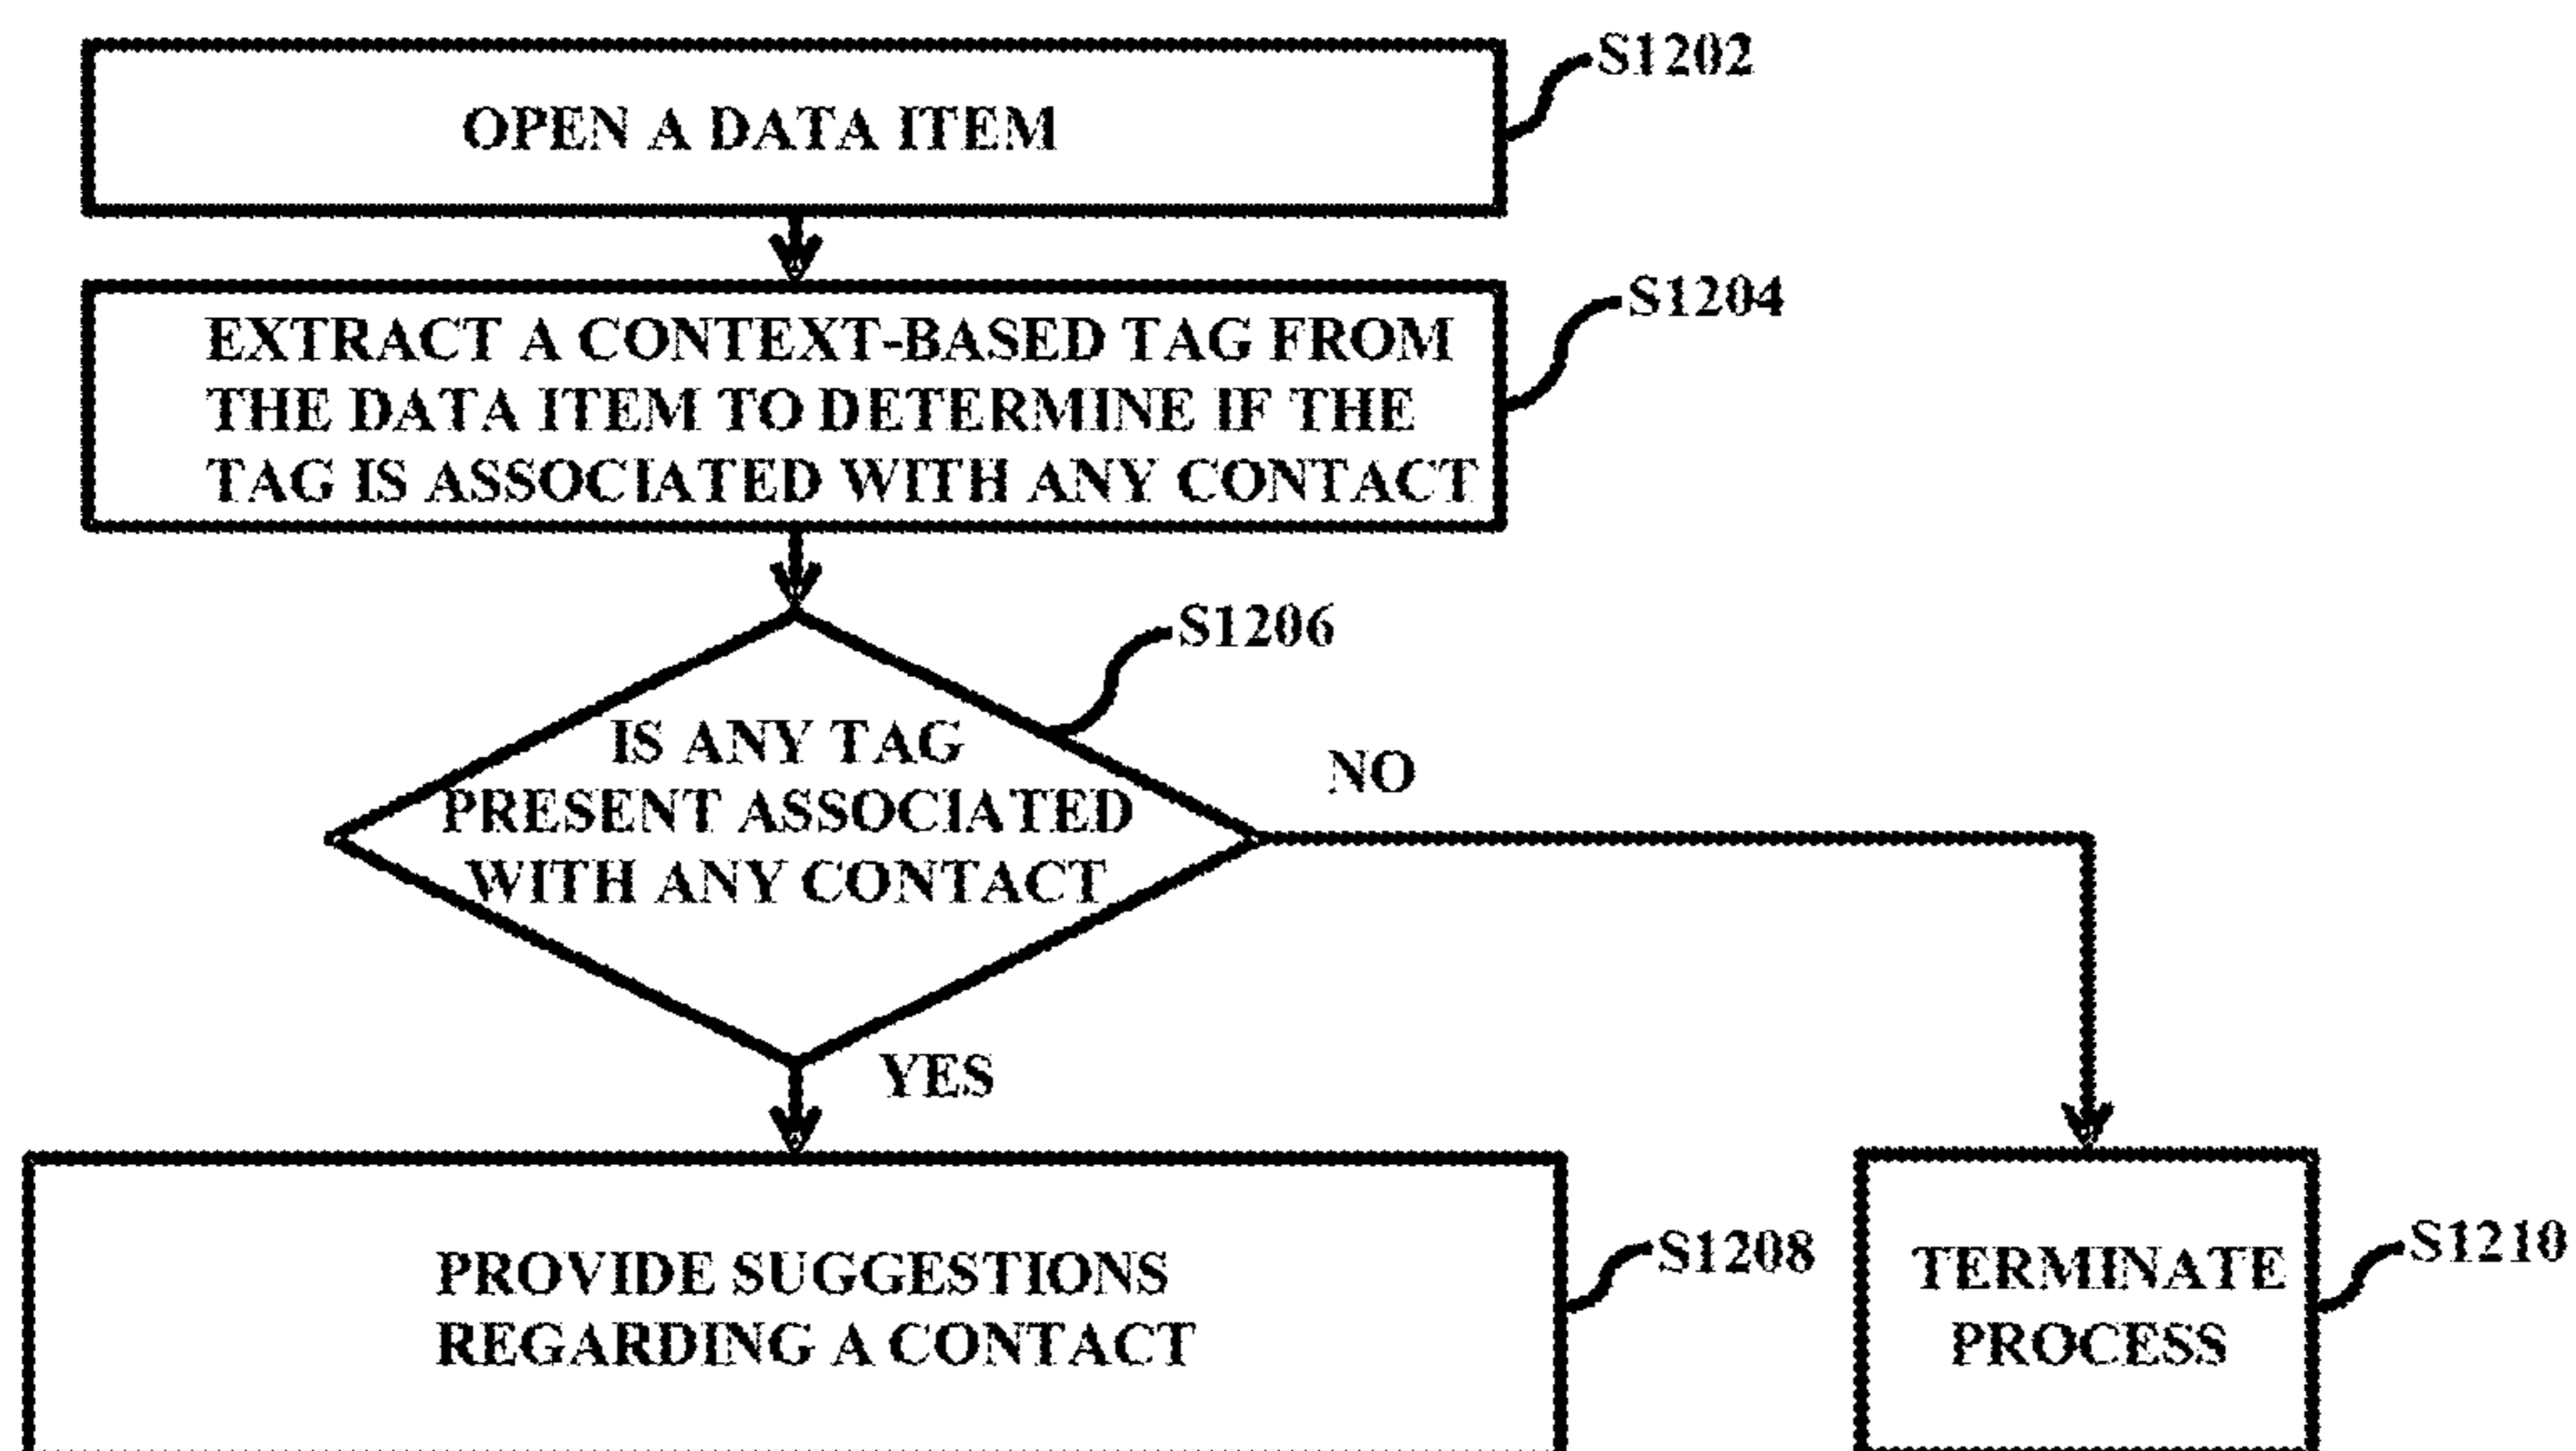 OPEN A DATA ITEM
S1202
EXTRACT A CONTEXT-BASED TAG FROM
THE DATA ITEM TO DETERMINE IF THE
TAG IS ASSOCIATED WITH ANY CONTACT
S1204
IS ANY TAG
PRESENT ASSOCIATED
WITH ANY CONTACT
S1206
NO
YES
PROVIDE SUGGESTIONS
REGARDING A CONTACT
S1208
TERMINATE
PROCESS
S1210